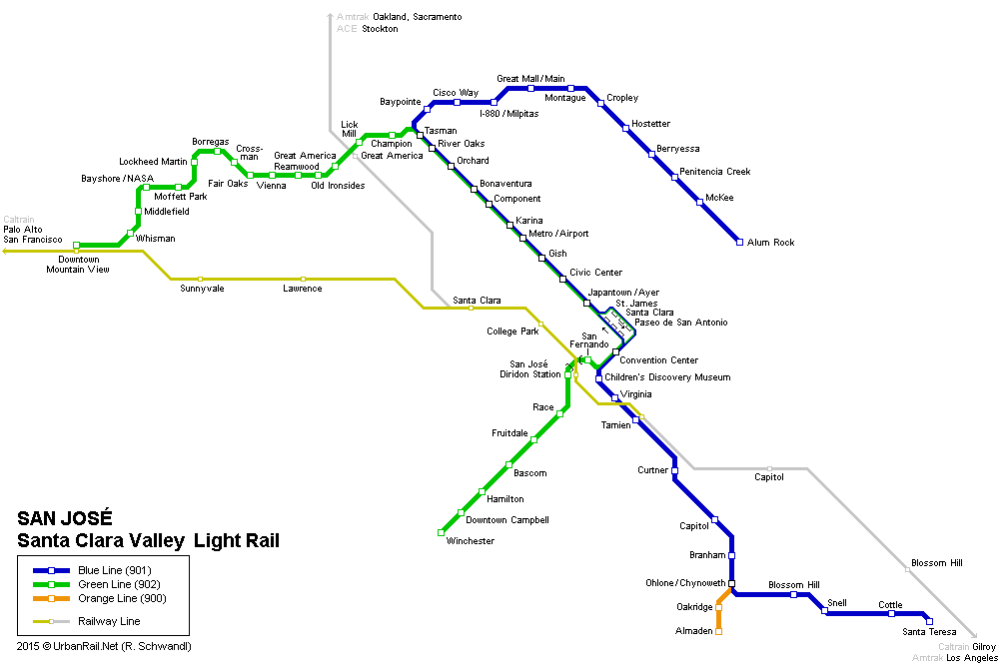 Amtrak Oakland, Sacramento
ACE Stockton
Great Mall/Main
Cisco Way
Baypointe
Montague
Cropley
I-880/Milpitas
Lick
Mill
Tasman
Hostetter
Champion
River Oaks
Borregas
Cross-
man
Great America
Reamwood
Great America
Berryessa
Lockheed Martin
Orchard
Penitencia Creek
Bayshore/NASA
Fair Oaks
Vienna
Old Ironsides
Bonaventura
Moffett Park
Component
McKee
Middlefield
Karina
Caltrain
Palo Alto
San Francisco
Whisman
Metro/Airport
Alum Rock
Gish
Downtown
Mountain View
Civic Center
Sunnyvale
Lawrence
Japantown/Ayer
Santa Clara
St. James
Santa Clara
Paseo de San Antonio
College Park
San
Fernando
Convention Center
San José
Diridon Station
Children's Discovery Museum
Virginia
Race
Tamien
Fruitdale
Curtner
Bascom
Capitol
Hamilton
Downtown Campbell
Capitol
Winchester
SAN JOSÉ
Santa Clara Valley Light Rail
Branham
Blossom Hill
Blue Line (901)
Green Line (902)
Orange Line (900)
Railway Line
Ohlone/Chynoweth
Blossom Hill
Oakridge
Snell
Cottle
Almaden
Santa Teresa
2015 © UrbanRail.Net (R. Schwandl)
Caltrain Gilroy
Amtrak Los Angeles